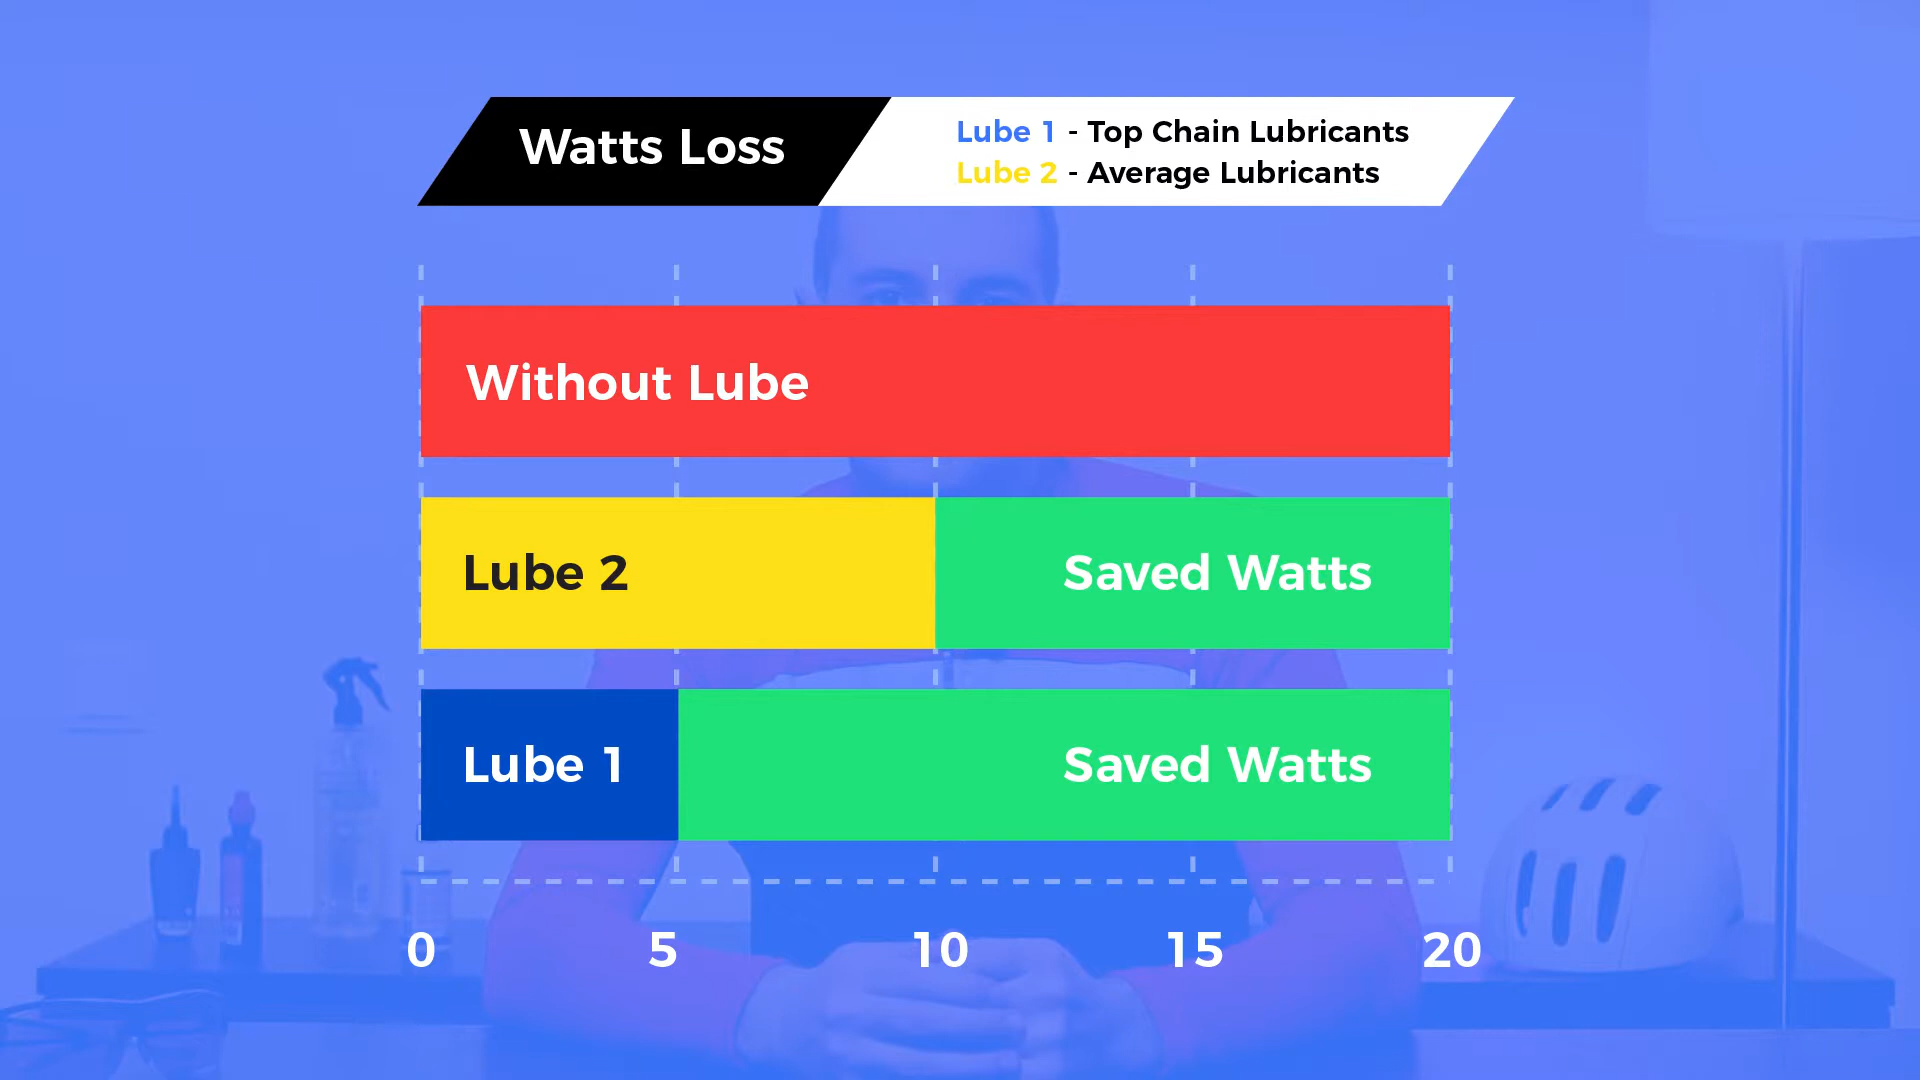 Watts Loss
Lube 1 - Top Chain Lubricants
Lube 2 - Average Lubricants
Without Lube
Lube 2
Saved Watts
Lube 1
Saved Watts
0 5 10 15 20